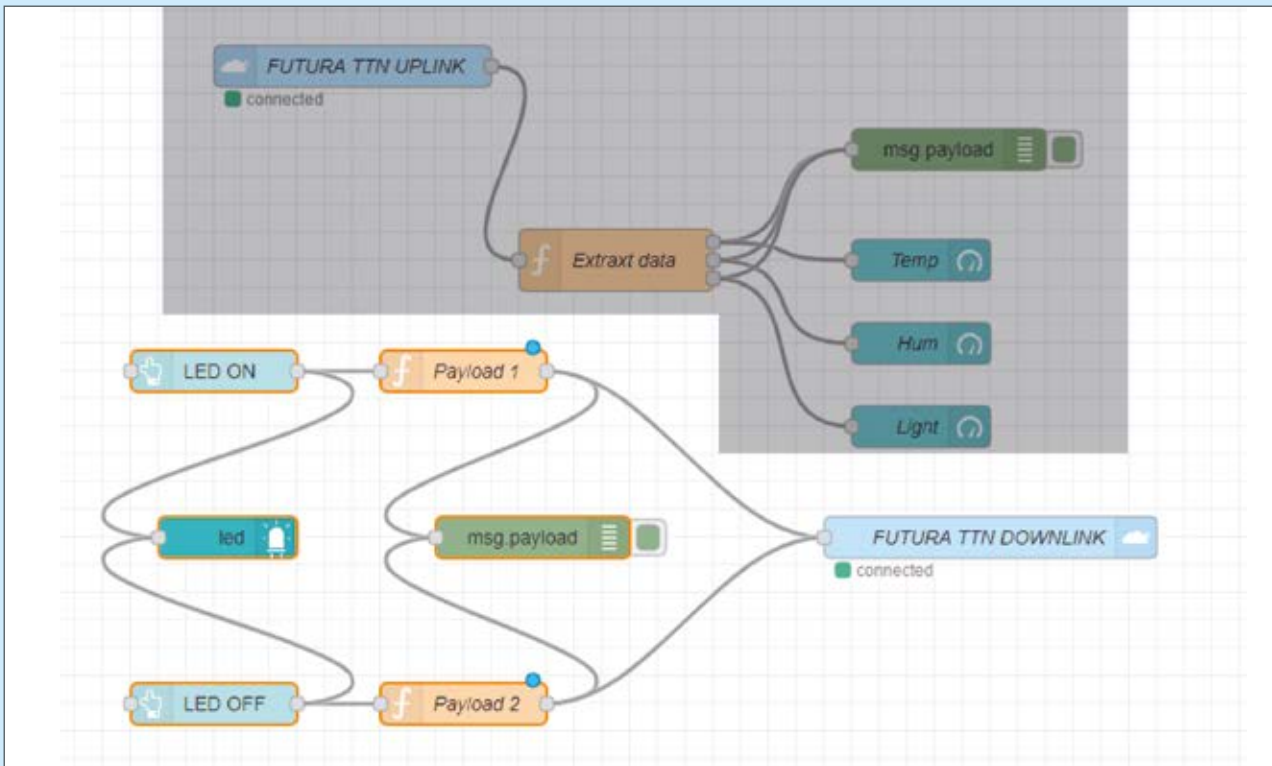 FUTURA TTN UPLINK
connected
msg.payload
Extraxt data
Temp
Hum
Lignt
LED ON
Payload 1
led
msg.payload
FUTURA TTN DOWNLINK
connected
LED OFF
Payload 2